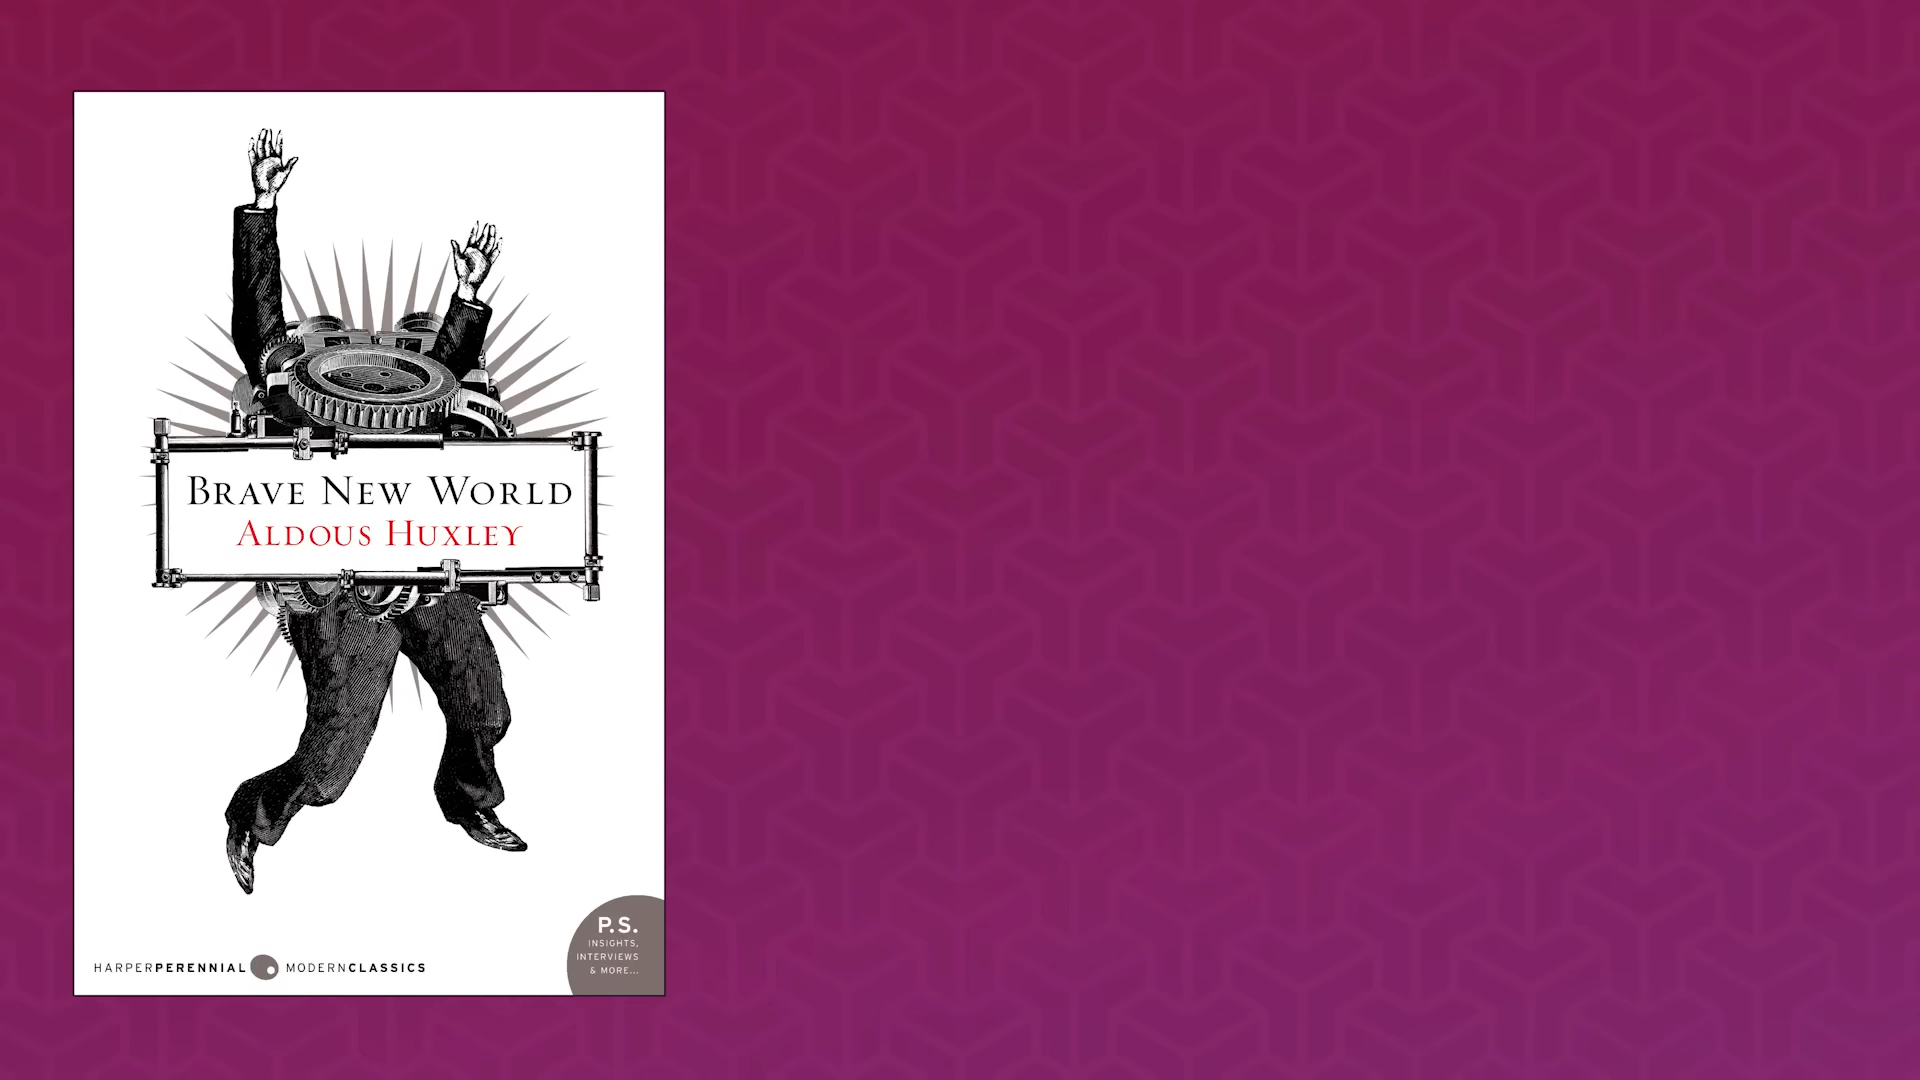 BRAVE NEW WORLD
ALDOUS HUXLEY
P.S.
INSIGHTS,
INTERVIEWS
& MORE...
HARPERPERENNIAL MODERNCLASSICS